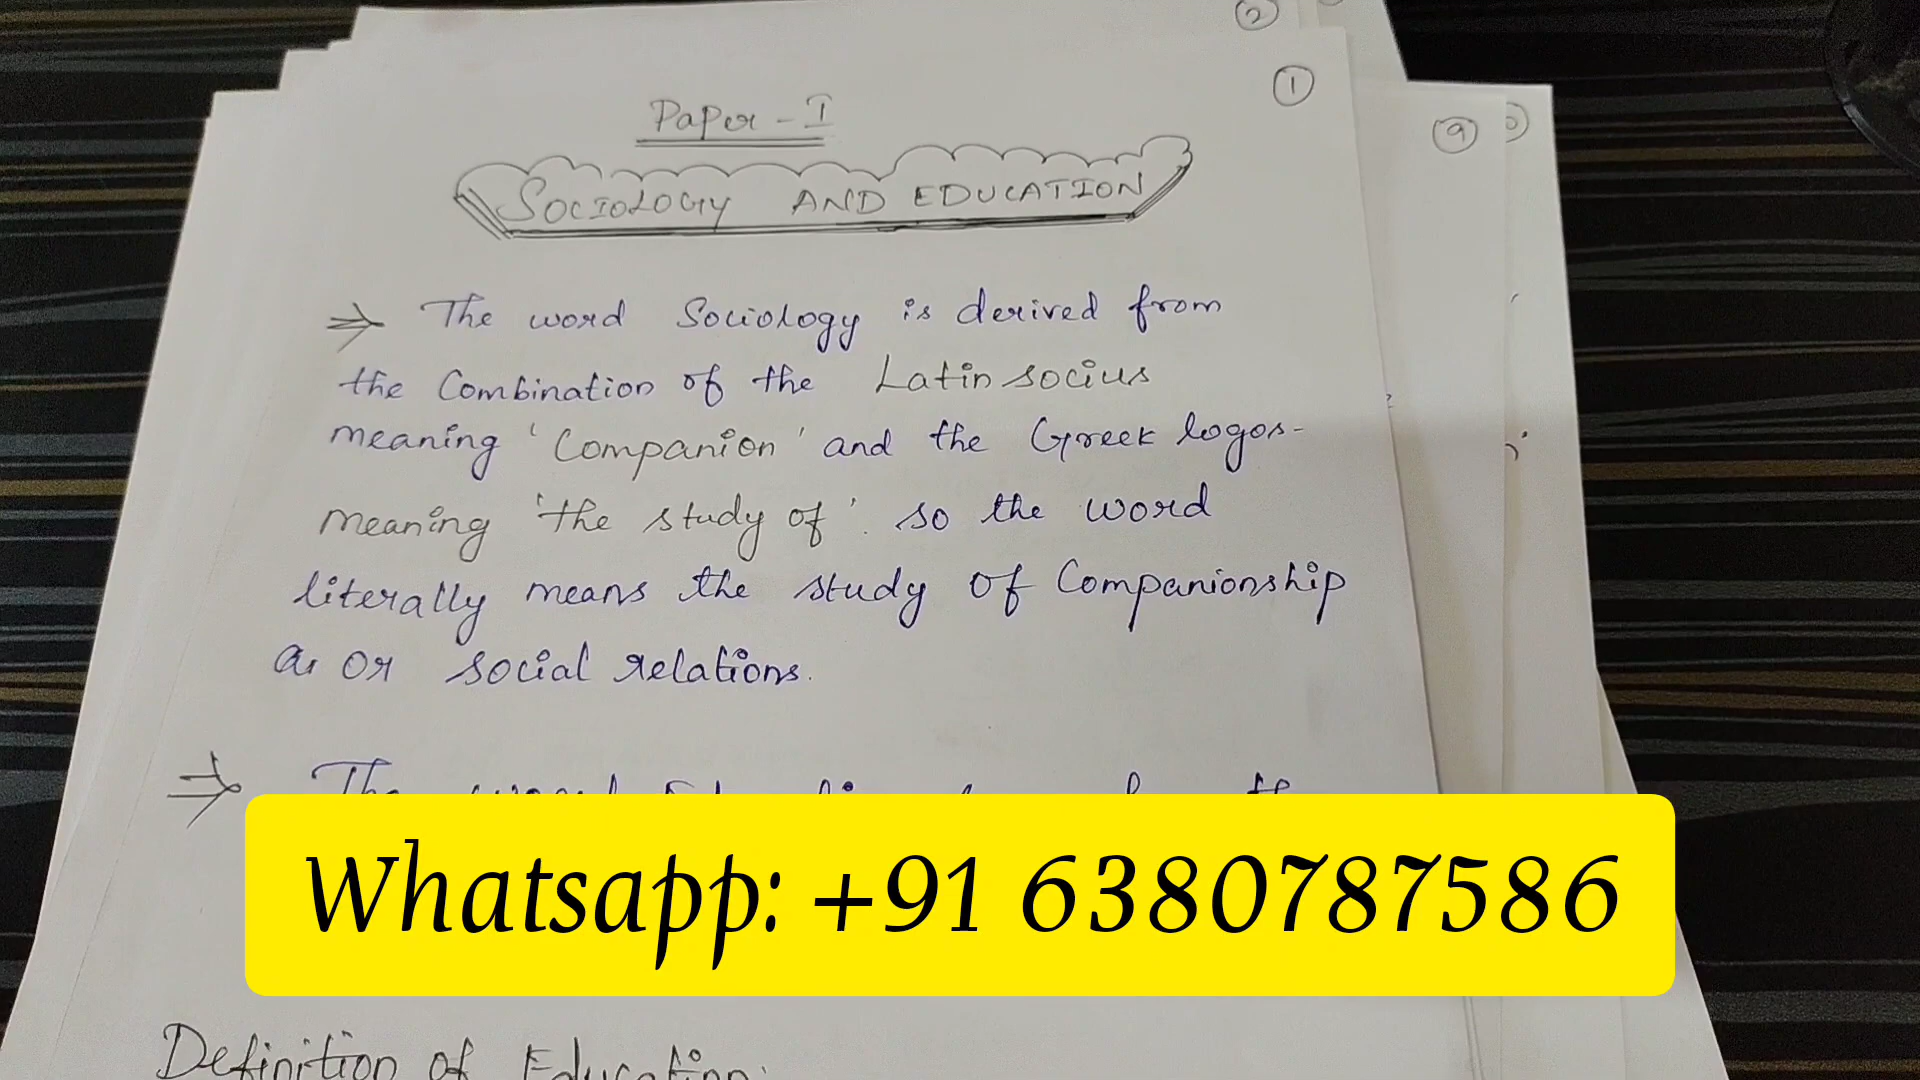 2
1
9
Paper - I
SOCIOLOGY AND EDUCATION
⇒ The word Sociology is derived from
the Combination of the Latin socius
meaning 'Companion' and the Greek logos-
meaning 'the study of'. so the word
literally means the study of Companionship
or social relations.
⇒ The word
Whatsapp: +91 6380787586
Definition of Education: